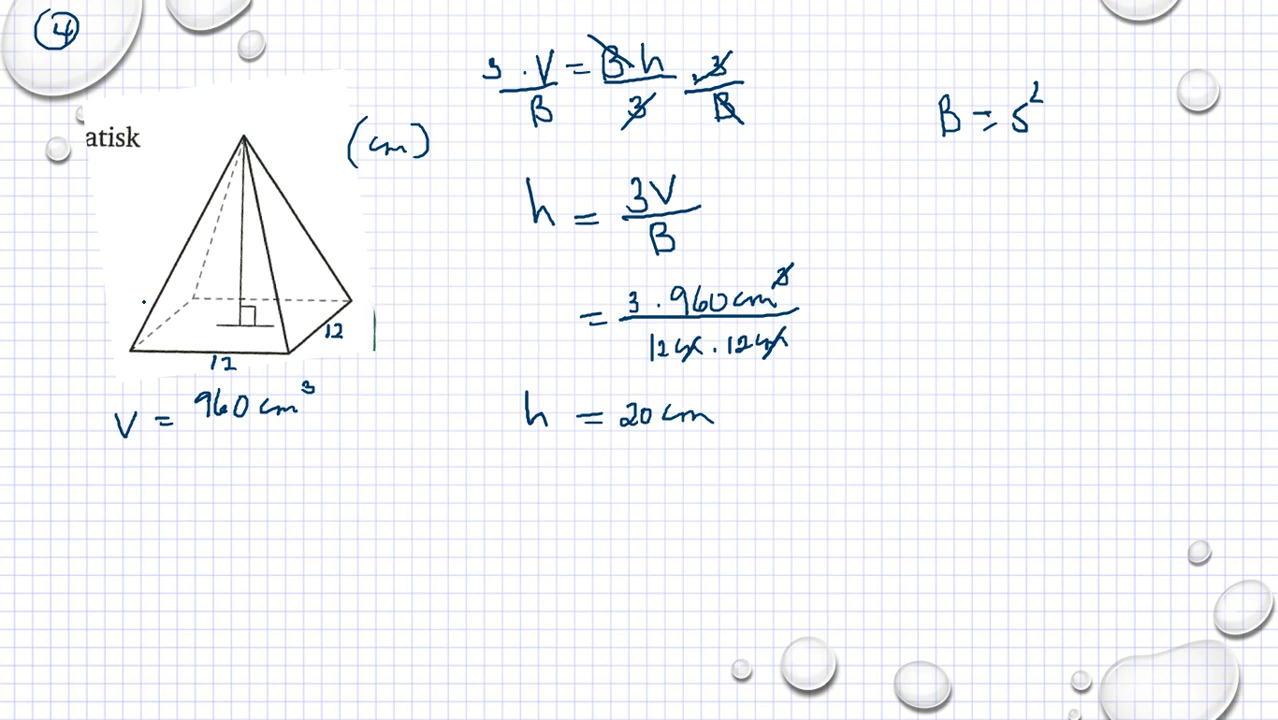 4
atisk
(cm)
12
12
V = 960 cm³
3 · V / B = B h / 3 · 3 / B
h = 3V / B
= 3 · 960 cm³ / 12 cm · 12 cm
h = 20 cm
B = s²